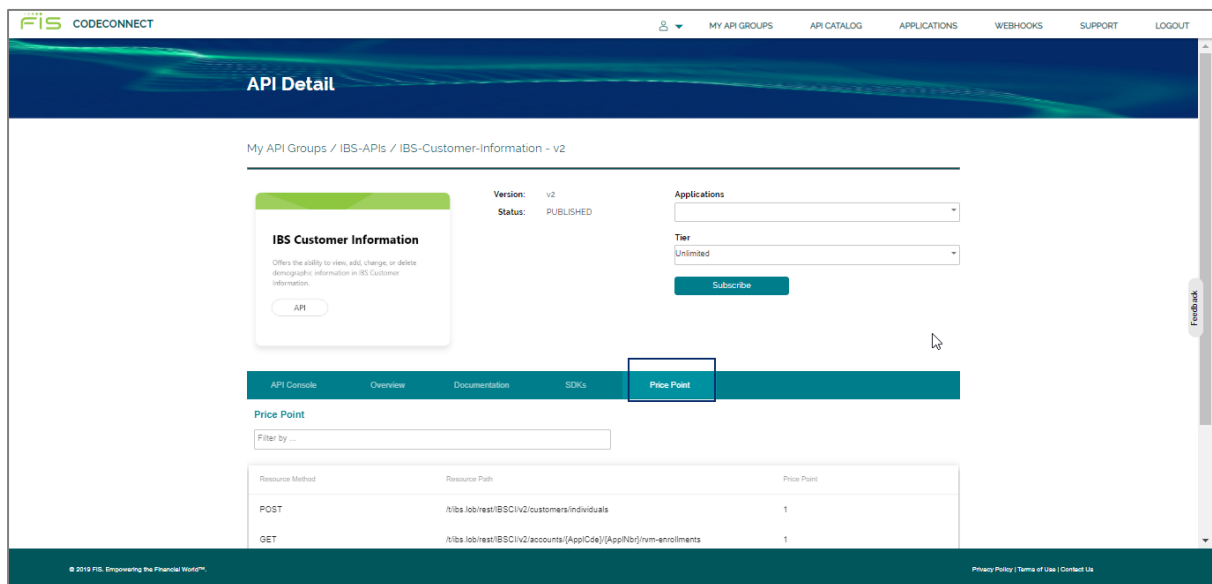 FIS CODECONNECT
MY API GROUPS API CATALOG APPLICATIONS WEBHOOKS SUPPORT LOGOUT
API Detail
My API Groups / IBS-APIs / IBS-Customer-Information - v2
IBS Customer Information
Offers the ability to view, add, change, or delete
demographic information in IBS Customer
Information.
API
Version: v2
Status: PUBLISHED
Applications
Tier
Unlimited
Subscribe
Feedback
API Console Overview Documentation SDKs Price Point
Price Point
Filter by ...
Resource Method Resource Path Price Point
POST /t/ibs.lob/rest/IBSCI/v2/customers/individuals 1
GET /t/ibs.lob/rest/IBSCI/v2/accounts/{ApplCde}/{ApplNbr}/rvm-enrollments 1
© 2019 FIS. Empowering the Financial World™. Privacy Policy | Terms of Use | Contact Us